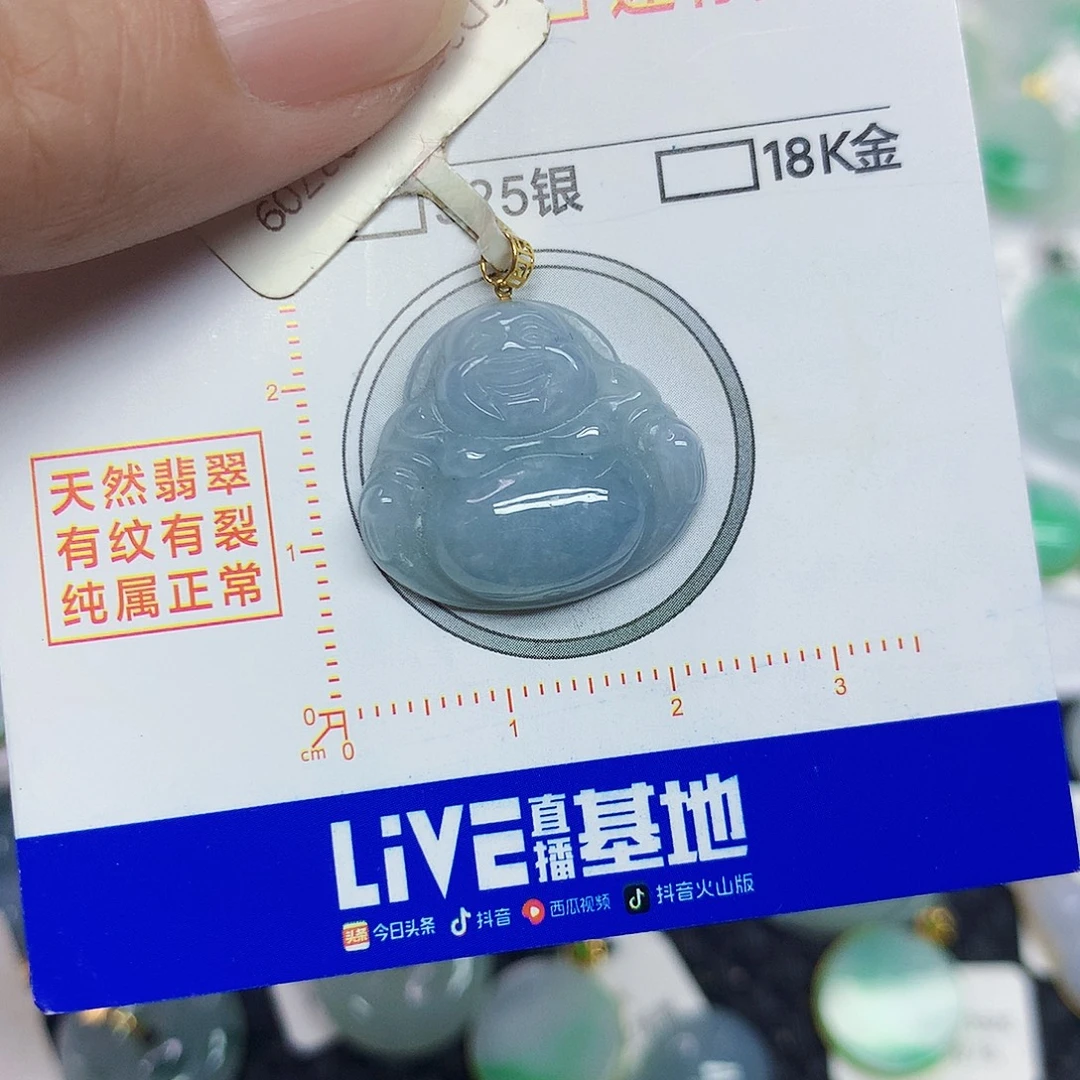 925银 18K金
2
天然翡翠
有纹有裂
纯属正常
1
0
cm 0 1 2 3
LiVE直播基地
今日头条 抖音 西瓜视频 抖音火山版
头条